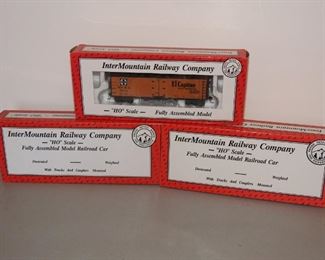 InterMountain Railway Company
El Capitan
"HO" Scale Fully Assembled Model
InterMountain Railway Company
"HO" Scale
Fully Assembled Model Railroad Car
Decorated Weighted
With Trucks And Couplers Mounted
InterMountain Railway Company
"HO" Scale
Fully Assembled Model Railroad Car
Decorated Weighted
With Trucks And Couplers Mounted